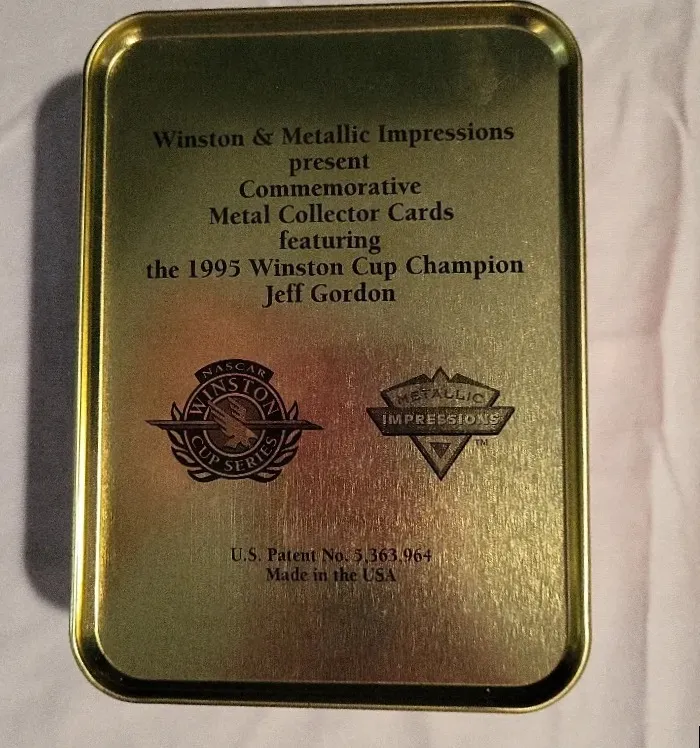 Winston & Metallic Impressions
present
Commemorative
Metal Collector Cards
featuring
the 1995 Winston Cup Champion
Jeff Gordon
NASCAR
WINSTON
CUP SERIES
METALLIC
IMPRESSIONS
TM
U.S. Patent No. 5,363,964
Made in the USA